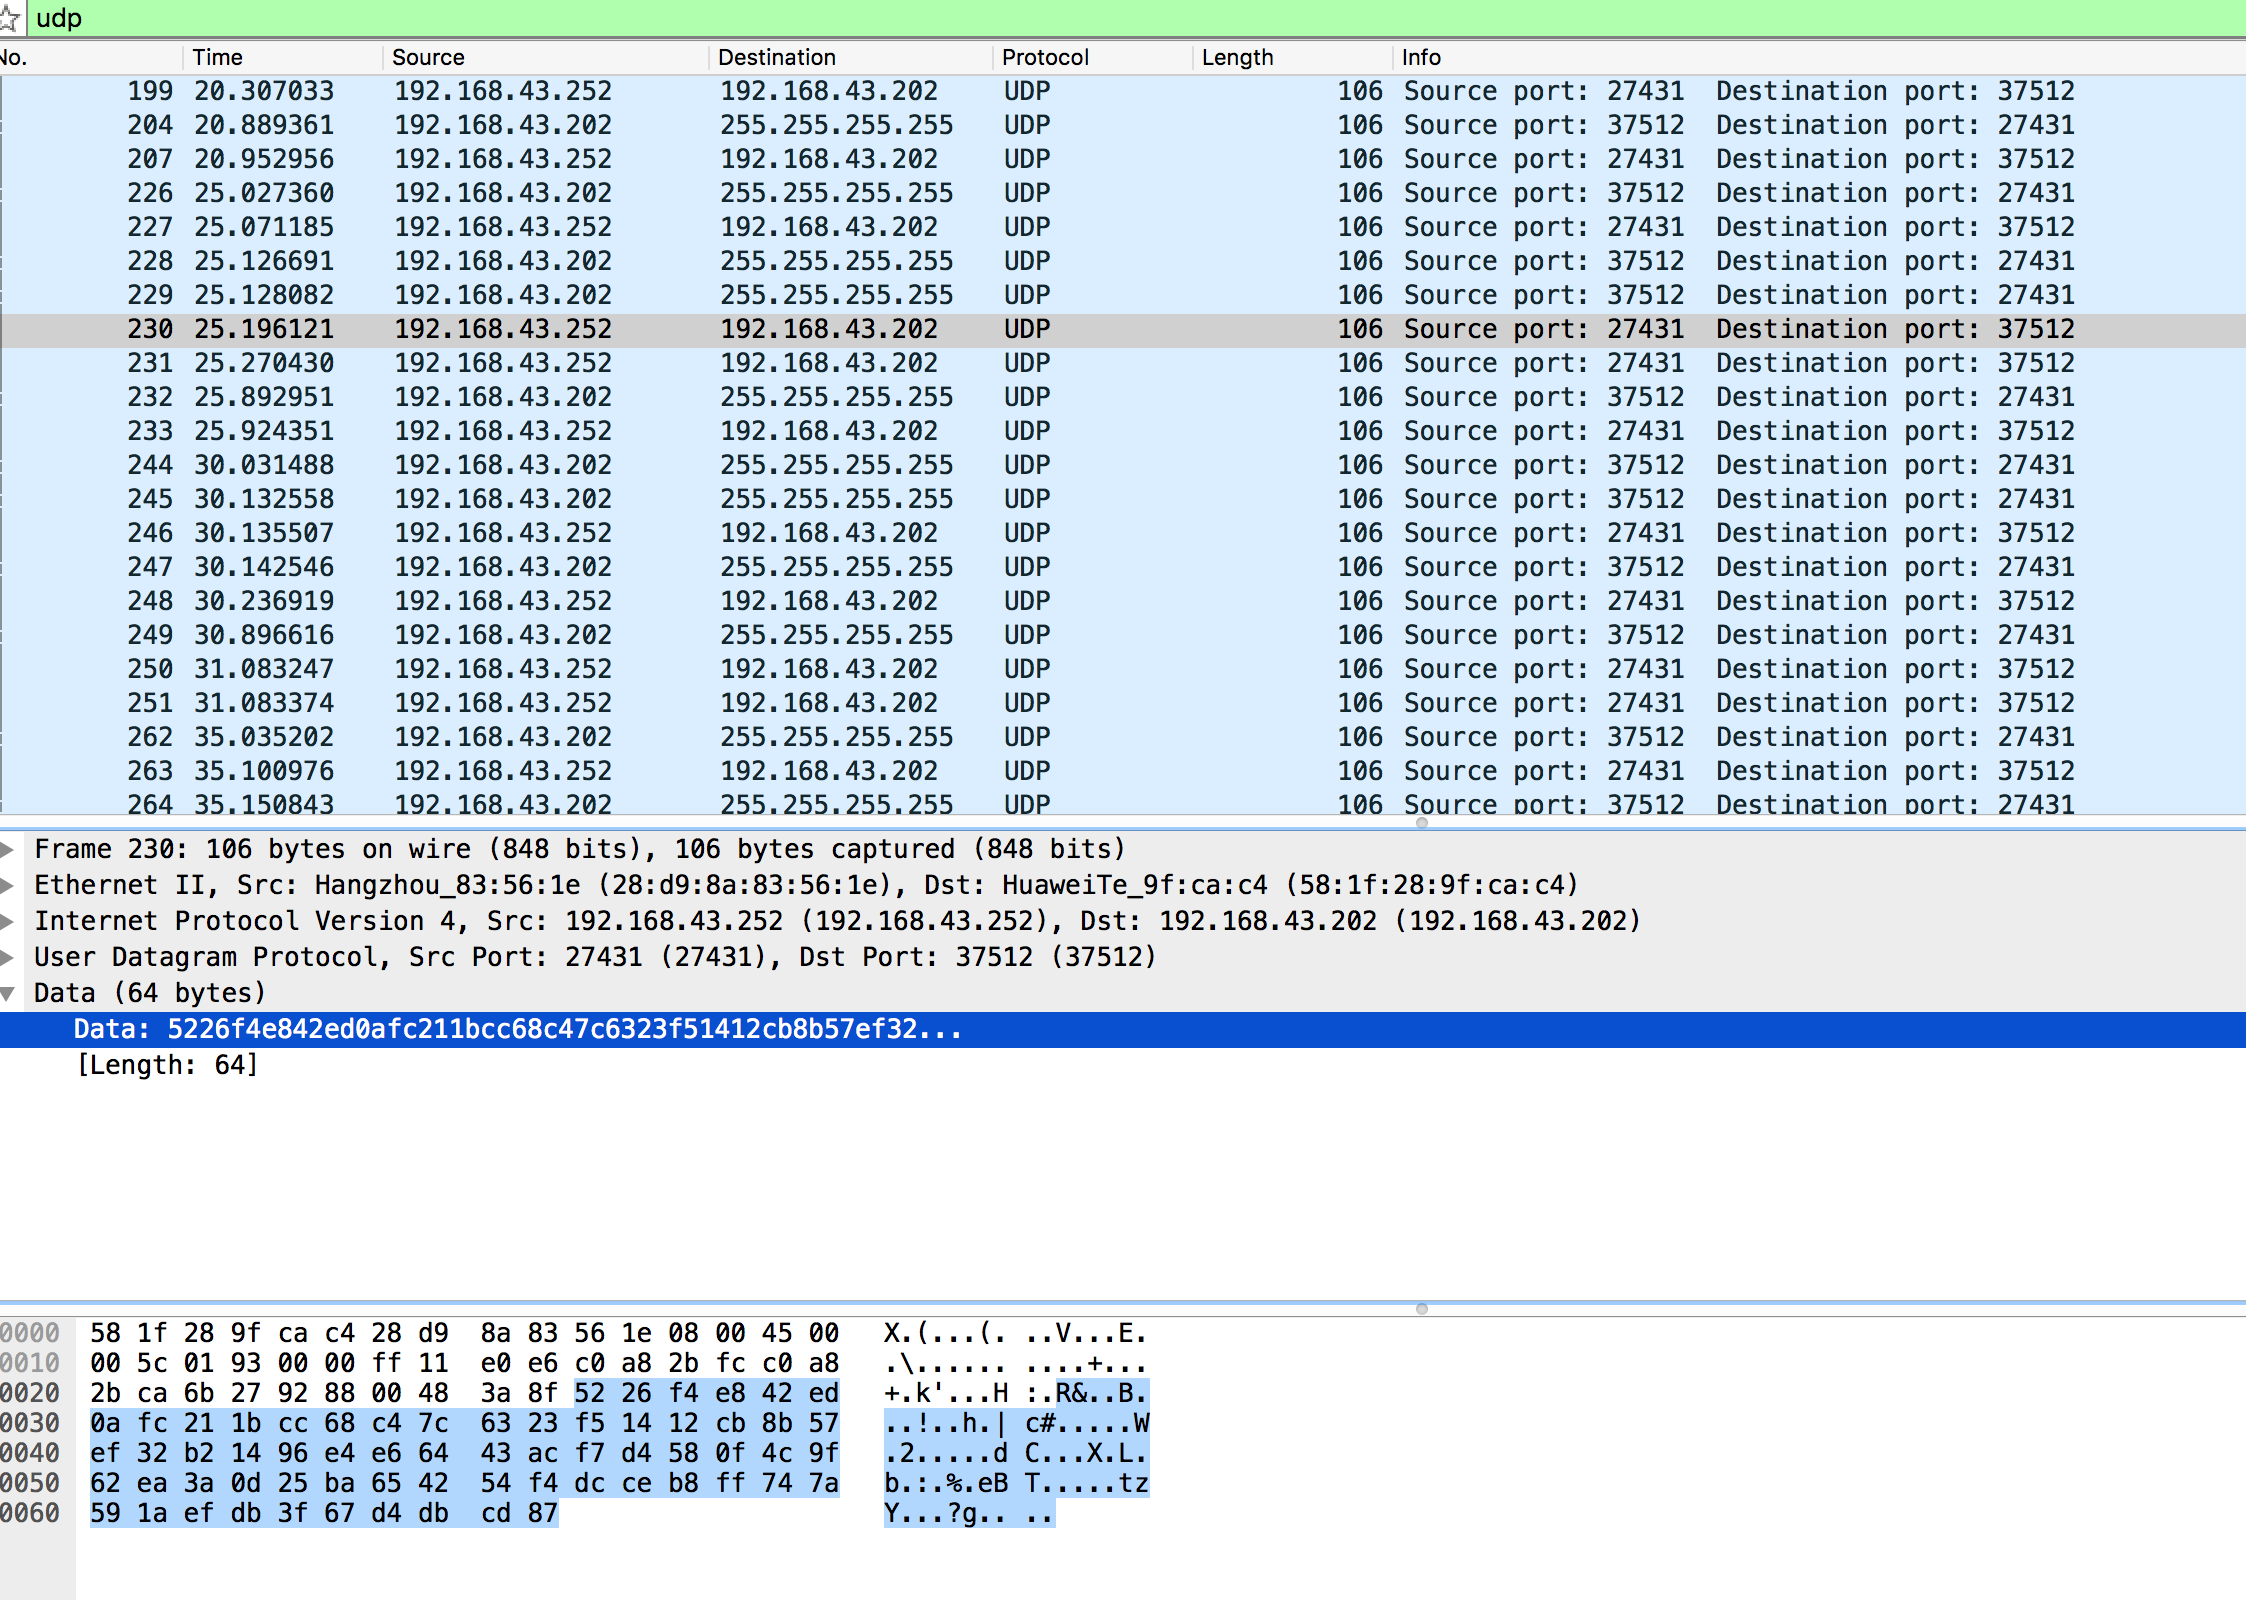 udp
No. Time Source Destination Protocol Length Info
199 20.307033 192.168.43.252 192.168.43.202 UDP 106 Source port: 27431 Destination port: 37512
204 20.889361 192.168.43.202 255.255.255.255 UDP 106 Source port: 37512 Destination port: 27431
207 20.952956 192.168.43.252 192.168.43.202 UDP 106 Source port: 27431 Destination port: 37512
226 25.027360 192.168.43.202 255.255.255.255 UDP 106 Source port: 37512 Destination port: 27431
227 25.071185 192.168.43.252 192.168.43.202 UDP 106 Source port: 27431 Destination port: 37512
228 25.126691 192.168.43.202 255.255.255.255 UDP 106 Source port: 37512 Destination port: 27431
229 25.128082 192.168.43.202 255.255.255.255 UDP 106 Source port: 37512 Destination port: 27431
230 25.196121 192.168.43.252 192.168.43.202 UDP 106 Source port: 27431 Destination port: 37512
231 25.270430 192.168.43.252 192.168.43.202 UDP 106 Source port: 27431 Destination port: 37512
232 25.892951 192.168.43.202 255.255.255.255 UDP 106 Source port: 37512 Destination port: 27431
233 25.924351 192.168.43.252 192.168.43.202 UDP 106 Source port: 27431 Destination port: 37512
244 30.031488 192.168.43.202 255.255.255.255 UDP 106 Source port: 37512 Destination port: 27431
245 30.132558 192.168.43.202 255.255.255.255 UDP 106 Source port: 37512 Destination port: 27431
246 30.135507 192.168.43.252 192.168.43.202 UDP 106 Source port: 27431 Destination port: 37512
247 30.142546 192.168.43.202 255.255.255.255 UDP 106 Source port: 37512 Destination port: 27431
248 30.236919 192.168.43.252 192.168.43.202 UDP 106 Source port: 27431 Destination port: 37512
249 30.896616 192.168.43.202 255.255.255.255 UDP 106 Source port: 37512 Destination port: 27431
250 31.083247 192.168.43.252 192.168.43.202 UDP 106 Source port: 27431 Destination port: 37512
251 31.083374 192.168.43.252 192.168.43.202 UDP 106 Source port: 27431 Destination port: 37512
262 35.035202 192.168.43.202 255.255.255.255 UDP 106 Source port: 37512 Destination port: 27431
263 35.100976 192.168.43.252 192.168.43.202 UDP 106 Source port: 27431 Destination port: 37512
264 35.150843 192.168.43.202 255.255.255.255 UDP 106 Source port: 37512 Destination port: 27431
Frame 230: 106 bytes on wire (848 bits), 106 bytes captured (848 bits)
Ethernet II, Src: Hangzhou_83:56:1e (28:d9:8a:83:56:1e), Dst: HuaweiTe_9f:ca:c4 (58:1f:28:9f:ca:c4)
Internet Protocol Version 4, Src: 192.168.43.252 (192.168.43.252), Dst: 192.168.43.202 (192.168.43.202)
User Datagram Protocol, Src Port: 27431 (27431), Dst Port: 37512 (37512)
Data (64 bytes)
Data: 5226f4e842ed0afc211bcc68c47c6323f51412cb8b57ef32...
[Length: 64]
0000 58 1f 28 9f ca c4 28 d9 8a 83 56 1e 08 00 45 00 X.(...(. ..V...E.
0010 00 5c 01 93 00 00 ff 11 e0 e6 c0 a8 2b fc c0 a8 .\...... ....+...
0020 2b ca 6b 27 92 88 00 48 3a 8f 52 26 f4 e8 42 ed +.k'...H :.R&..B.
0030 0a fc 21 1b cc 68 c4 7c 63 23 f5 14 12 cb 8b 57 ..!..h.| c#.....W
0040 ef 32 b2 14 96 e4 e6 64 43 ac f7 d4 58 0f 4c 9f .2.....d C...X.L.
0050 62 ea 3a 0d 25 ba 65 42 54 f4 dc ce b8 ff 74 7a b.:.%.eB T.....tz
0060 59 1a ef db 3f 67 d4 db cd 87 Y...?g.. ..